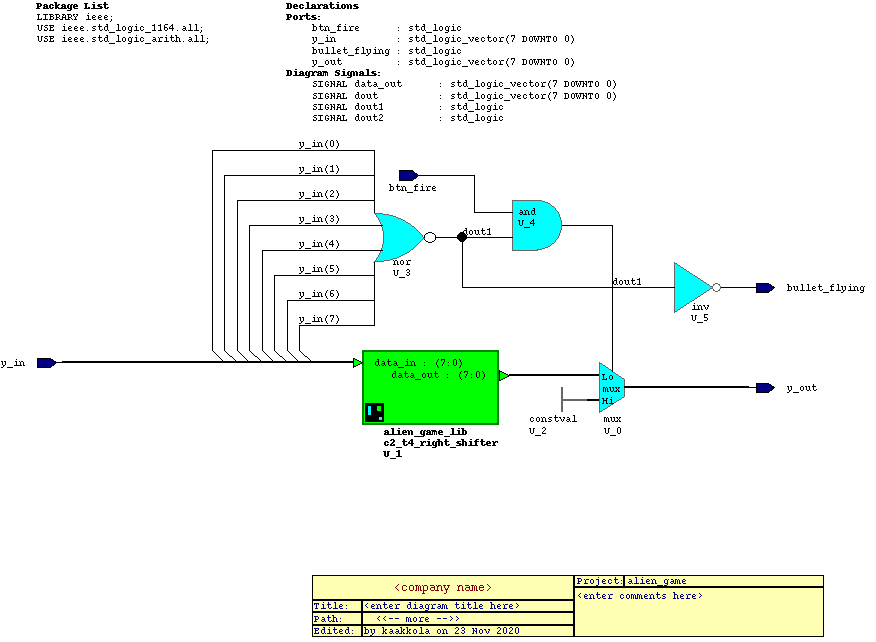 Package List
LIBRARY ieee;
USE ieee.std_logic_1164.all;
USE ieee.std_logic_arith.all;
Declarations
Ports:
btn_fire : std_logic
y_in : std_logic_vector(7 DOWNTO 0)
bullet_flying : std_logic
y_out : std_logic_vector(7 DOWNTO 0)
Diagram Signals:
SIGNAL data_out : std_logic_vector(7 DOWNTO 0)
SIGNAL dout : std_logic_vector(7 DOWNTO 0)
SIGNAL dout1 : std_logic
SIGNAL dout2 : std_logic
y_in(0)
y_in(1)
y_in(2)
y_in(3)
y_in(4)
y_in(5)
y_in(6)
y_in(7)
btn_fire
and
U_4
dout1
nor
U_3
dout1
inv
U_5
bullet_flying
y_in
data_in : (7:0)
data_out : (7:0)
alien_game_lib
c2_t4_right_shifter
U_1
Lo
mux
Hi
constval
U_2
mux
U_0
y_out
<company name>
Title: <enter diagram title here>
Path: <<-- more -->>
Edited: by kaakkola on 23 Nov 2020
Project: alien_game
<enter comments here>